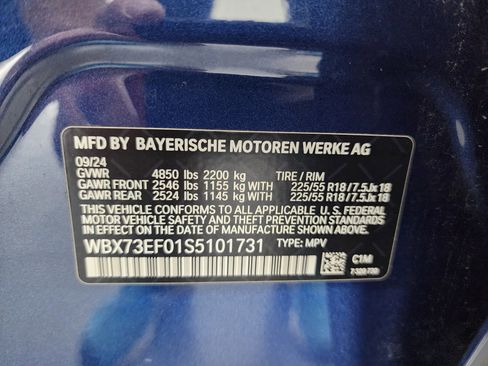 MFD BY BAYERISCHE MOTOREN WERKE AG
09/24
GVWR 4850 lbs 2200 kg TIRE / RIM
GAWR FRONT 2546 lbs 1155 kg WITH 225/55 R18 / 7.5Jx18
GAWR REAR 2524 lbs 1145 kg WITH 225/55 R18 / 7.5Jx18
THIS VEHICLE CONFORMS TO ALL APPLICABLE U.S. FEDERAL
MOTOR VEHICLE SAFETY, BUMPER AND THEFT PREVENTION STANDARDS
IN EFFECT ON THE DATE OF MANUFACTURE SHOWN ABOVE.
WBX73EF01S5101731 TYPE: MPV
C1M